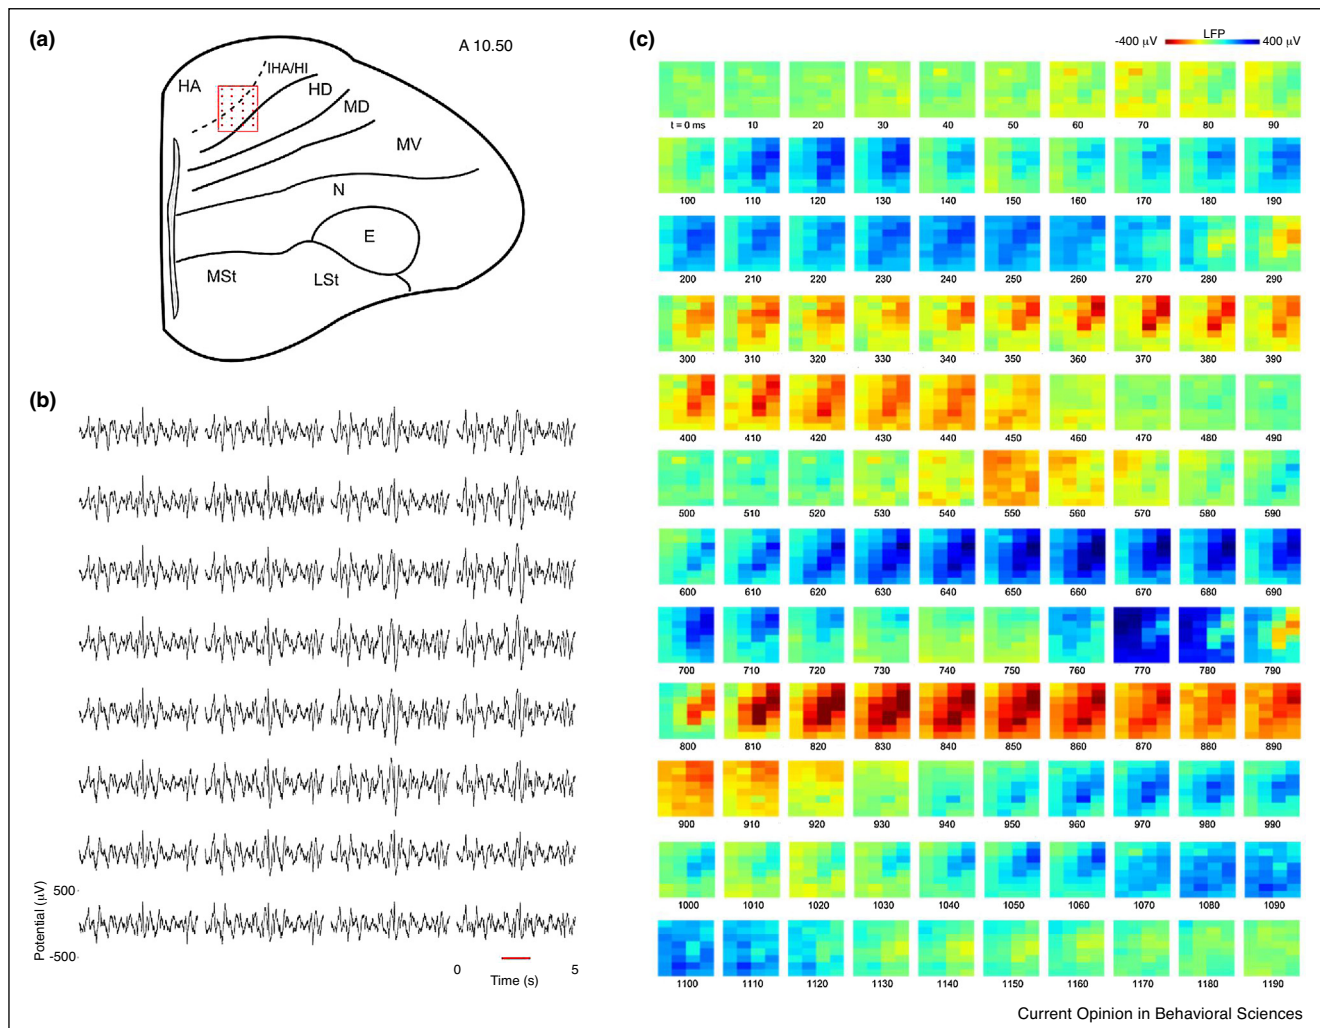 (a)
A 10.50
HA
IHA/HI
HD
MD
MV
N
E
MSt
LSt
(b)
500
-500
Potential (µV)
0
5
Time (s)
(c)
LFP
-400 µV
400 µV
t = 0 ms 10 20 30 40 50 60 70 80 90
100 110 120 130 140 150 160 170 180 190
200 210 220 230 240 250 260 270 280 290
300 310 320 330 340 350 360 370 380 390
400 410 420 430 440 450 460 470 480 490
500 510 520 530 540 550 560 570 580 590
600 610 620 630 640 650 660 670 680 690
700 710 720 730 740 750 760 770 780 790
800 810 820 830 840 850 860 870 880 890
900 910 920 930 940 950 960 970 980 990
1000 1010 1020 1030 1040 1050 1060 1070 1080 1090
1100 1110 1120 1130 1140 1150 1160 1170 1180 1190
Current Opinion in Behavioral Sciences